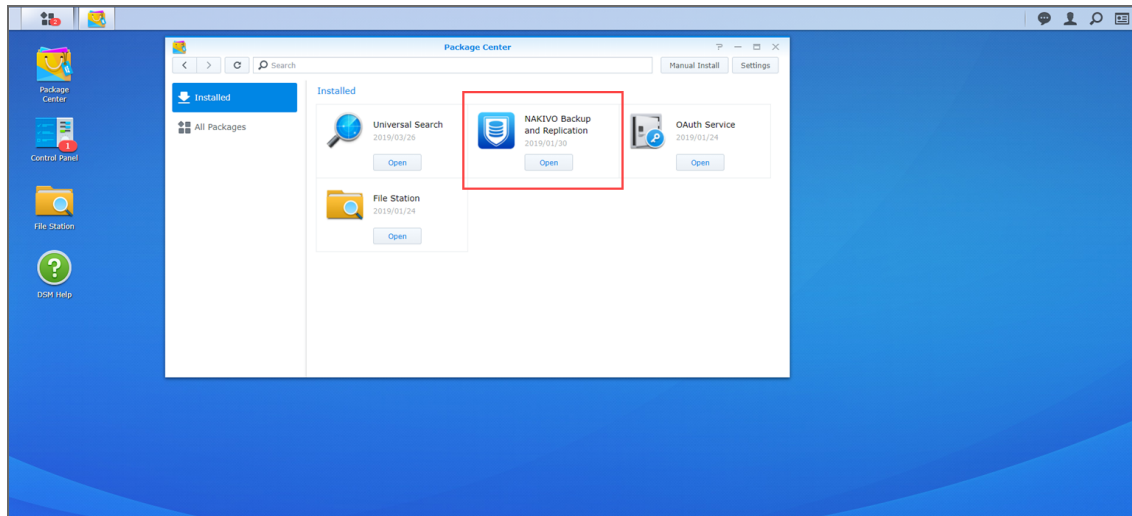 2
Package
Center
1
Control Panel
File Station
?
DSM Help
Package Center
Search
Manual Install
Settings
Installed
All Packages
Installed
Universal Search
2019/03/26
Open
NAKIVO Backup
and Replication
2019/01/30
Open
OAuth Service
2019/01/24
Open
File Station
2019/01/24
Open